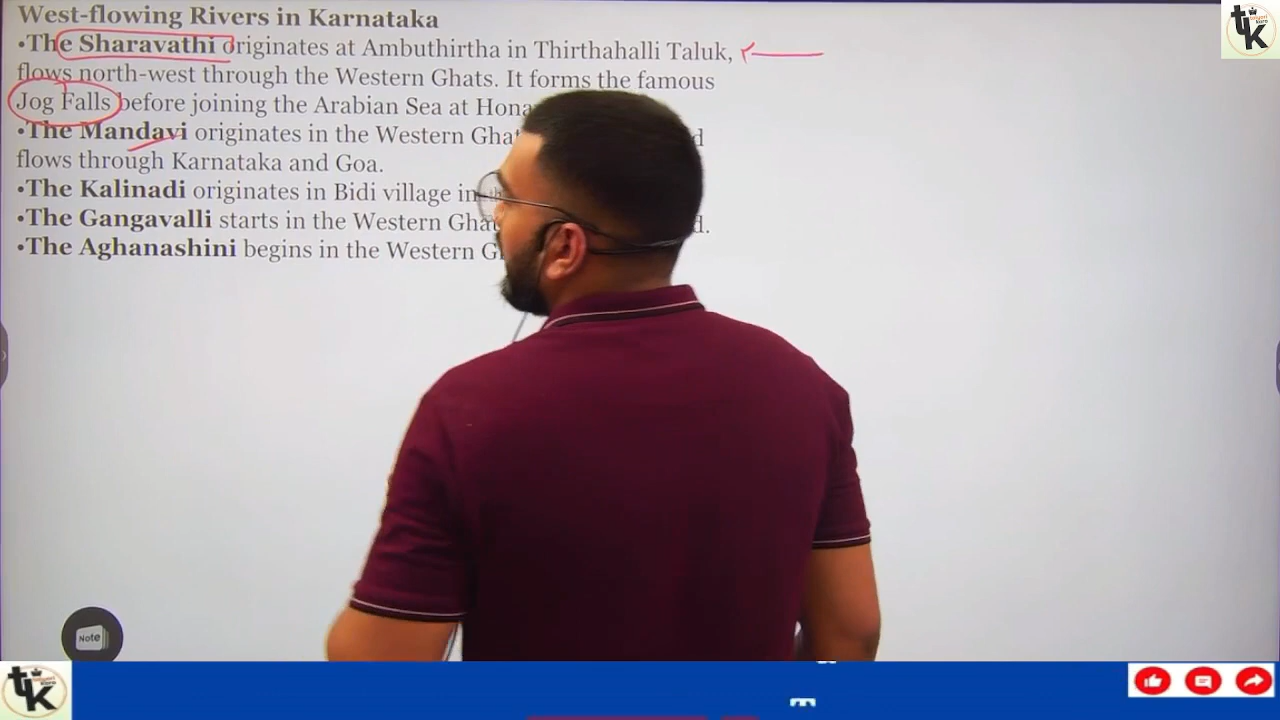 West-flowing Rivers in Karnataka
•The Sharavathi originates at Ambuthirtha in Thirthahalli Taluk,
flows north-west through the Western Ghats. It forms the famous
Jog Falls before joining the Arabian Sea at
•The Mandavi originates in the Western
flows through Karnataka and Goa.
•The Kalinadi originates in Bidi village in
•The Gangavalli starts in the Western
•The Aghanashini begins in the Western
Note
tk
tk